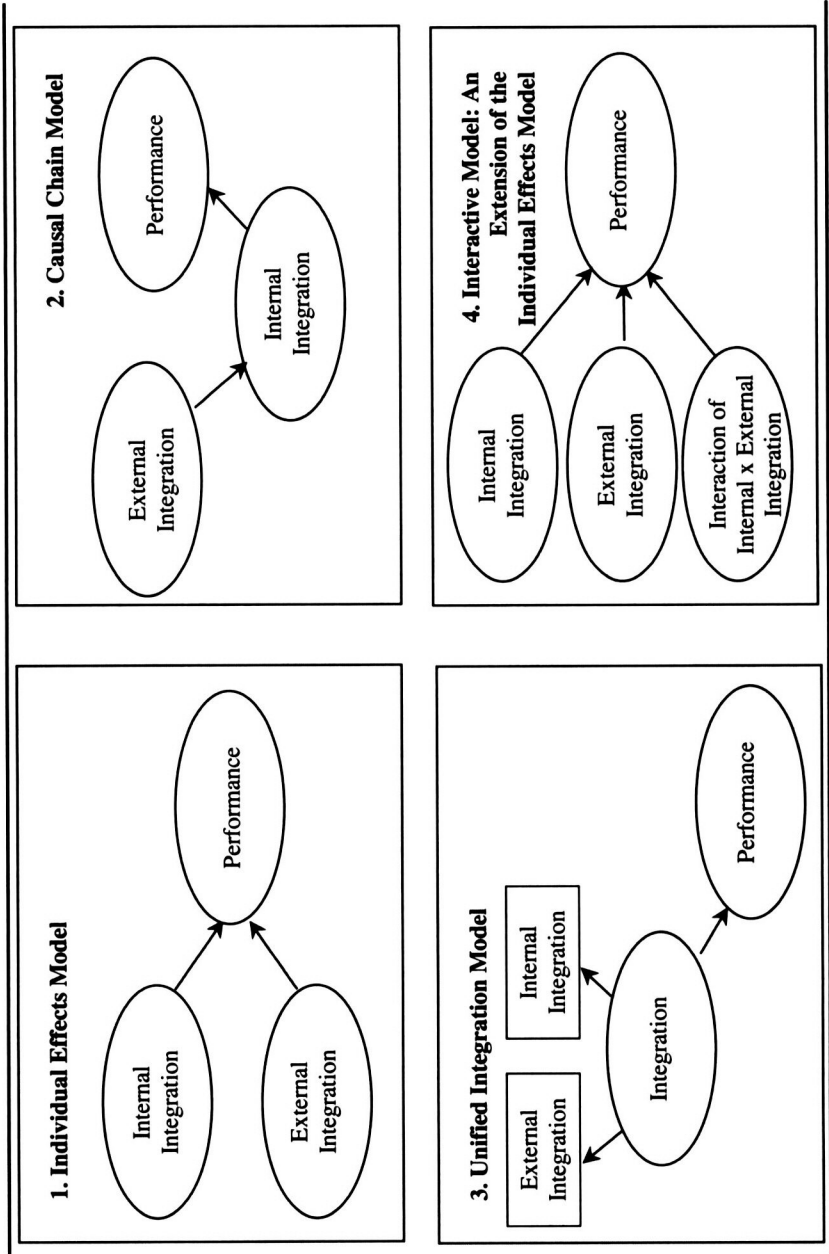 1. Individual Effects Model
Internal
Integration
External
Integration
Performance
2. Causal Chain Model
External
Integration
Performance
Internal
Integration
3. Unified Integration Model
External
Integration
Internal
Integration
Integration
Performance
4. Interactive Model: An
Extension of the
Individual Effects Model
Internal
Integration
External
Integration
Interaction of
Internal x External
Integration
Performance